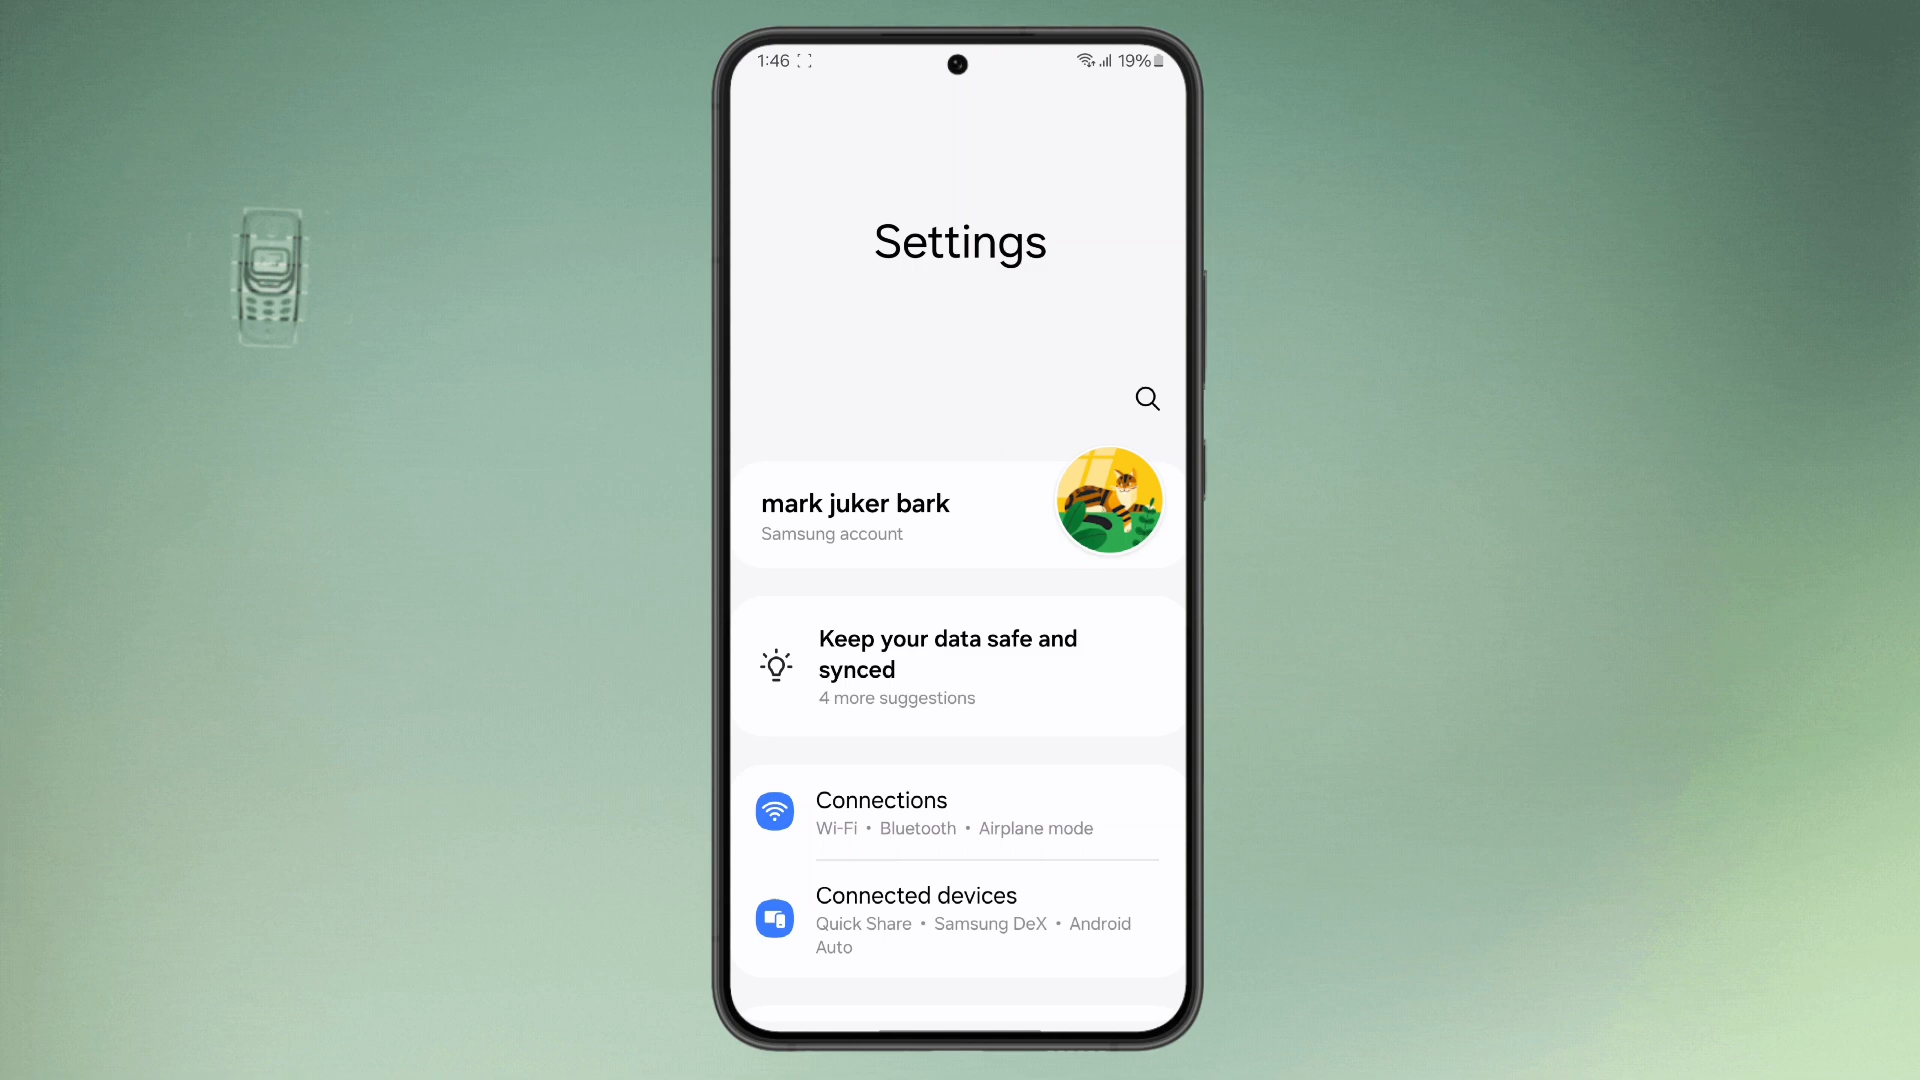 1:46 19%
Settings
mark juker bark
Samsung account
Keep your data safe and
synced
4 more suggestions
Connections
Wi-Fi • Bluetooth • Airplane mode
Connected devices
Quick Share • Samsung DeX • Android
Auto